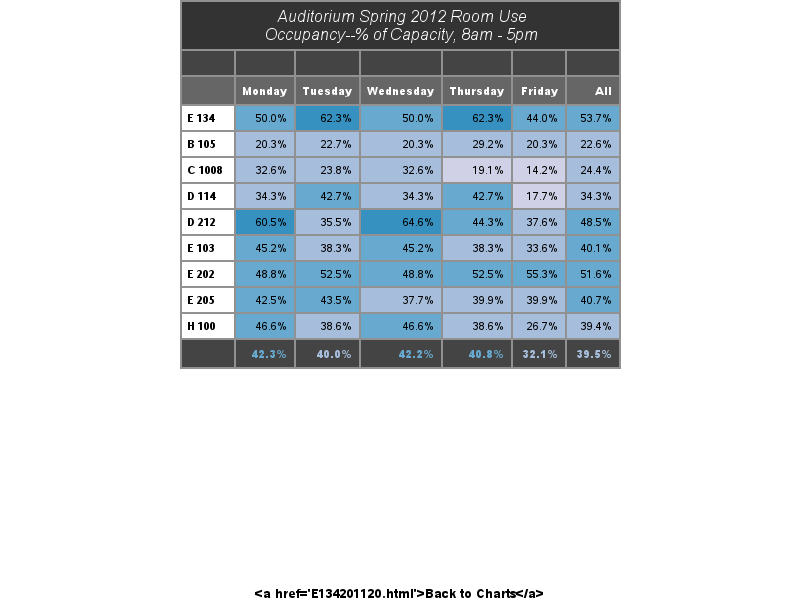 Auditorium Spring 2012 Room Use
Occupancy--% of Capacity, 8am - 5pm
Monday Tuesday Wednesday Thursday Friday All
E 134 50.0% 62.3% 50.0% 62.3% 44.0% 53.7%
B 105 20.3% 22.7% 20.3% 29.2% 20.3% 22.6%
C 1008 32.6% 23.8% 32.6% 19.1% 14.2% 24.4%
D 114 34.3% 42.7% 34.3% 42.7% 17.7% 34.3%
D 212 60.5% 35.5% 64.6% 44.3% 37.6% 48.5%
E 103 45.2% 38.3% 45.2% 38.3% 33.6% 40.1%
E 202 48.8% 52.5% 48.8% 52.5% 55.3% 51.6%
E 205 42.5% 43.5% 37.7% 39.9% 39.9% 40.7%
H 100 46.6% 38.6% 46.6% 38.6% 26.7% 39.4%
42.3% 40.0% 42.2% 40.8% 32.1% 39.5%
<a href='E134201120.html'>Back to Charts</a>